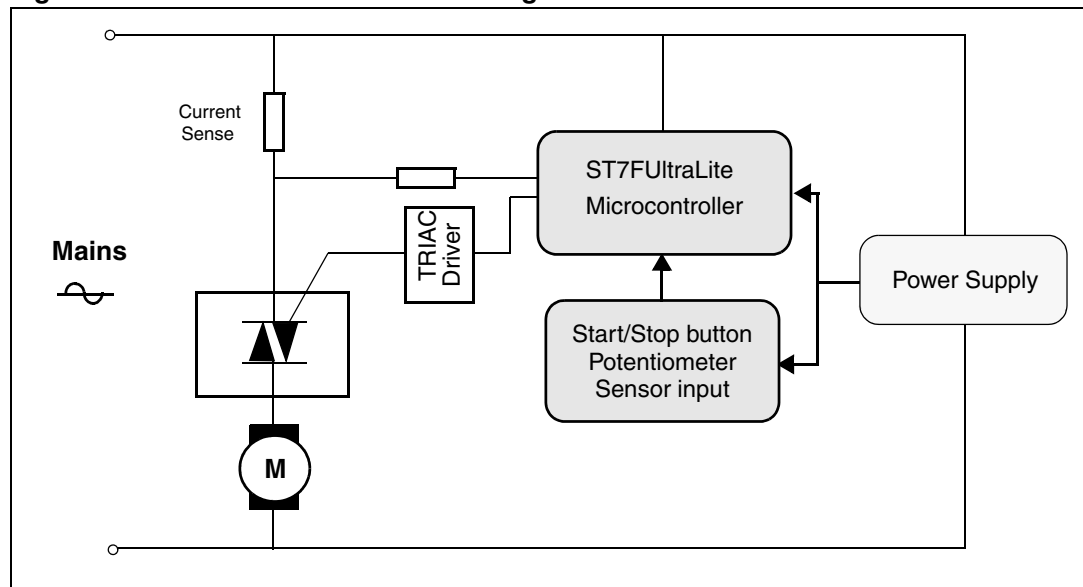 Current
Sense
ST7FUltraLite
Microcontroller
TRIAC
Driver
Mains
Power Supply
Start/Stop button
Potentiometer
Sensor input
M